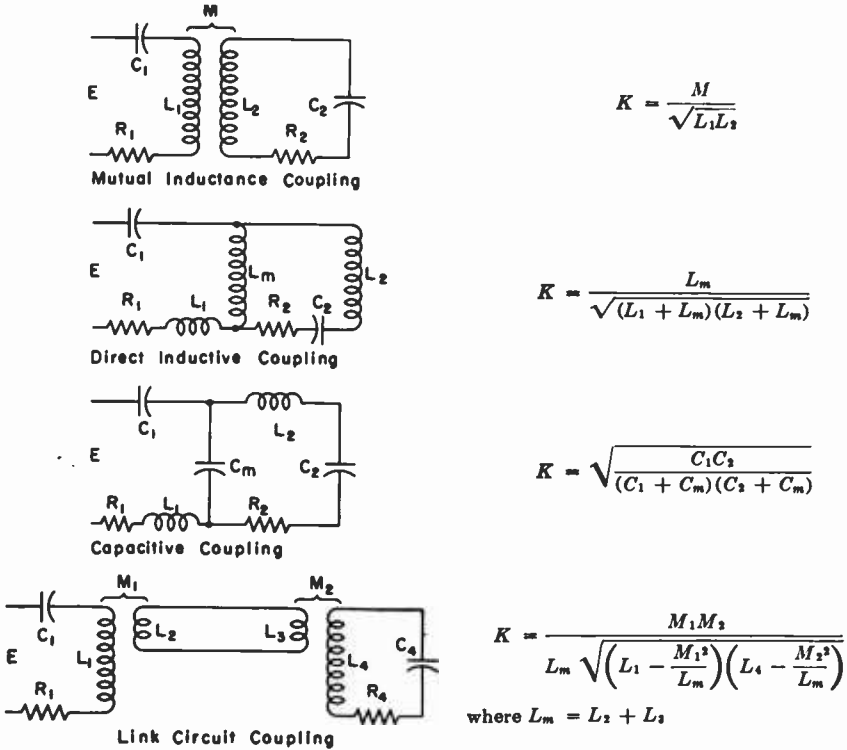 M
C₁
E
L₁
L₂
C₂
R₁
R₂
Mutual Inductance Coupling
K = M / √(L₁L₂)
C₁
E
Lm
L₂
R₁
L₁
R₂
C₂
Direct Inductive Coupling
K = Lm / √((L₁ + Lm)(L₂ + Lm))
C₁
L₂
E
Cm
C₂
R₁
L₁
R₂
Capacitive Coupling
K = √(C₁C₂ / ((C₁ + Cm)(C₂ + Cm)))
M₁
M₂
C₁
L₂
L₃
C₄
E
L₁
L₄
R₁
R₄
Link Circuit Coupling
K = M₁M₂ / (Lm √((L₁ − M₁²/Lm)(L₄ − M₂²/Lm)))
where Lm = L₂ + L₃